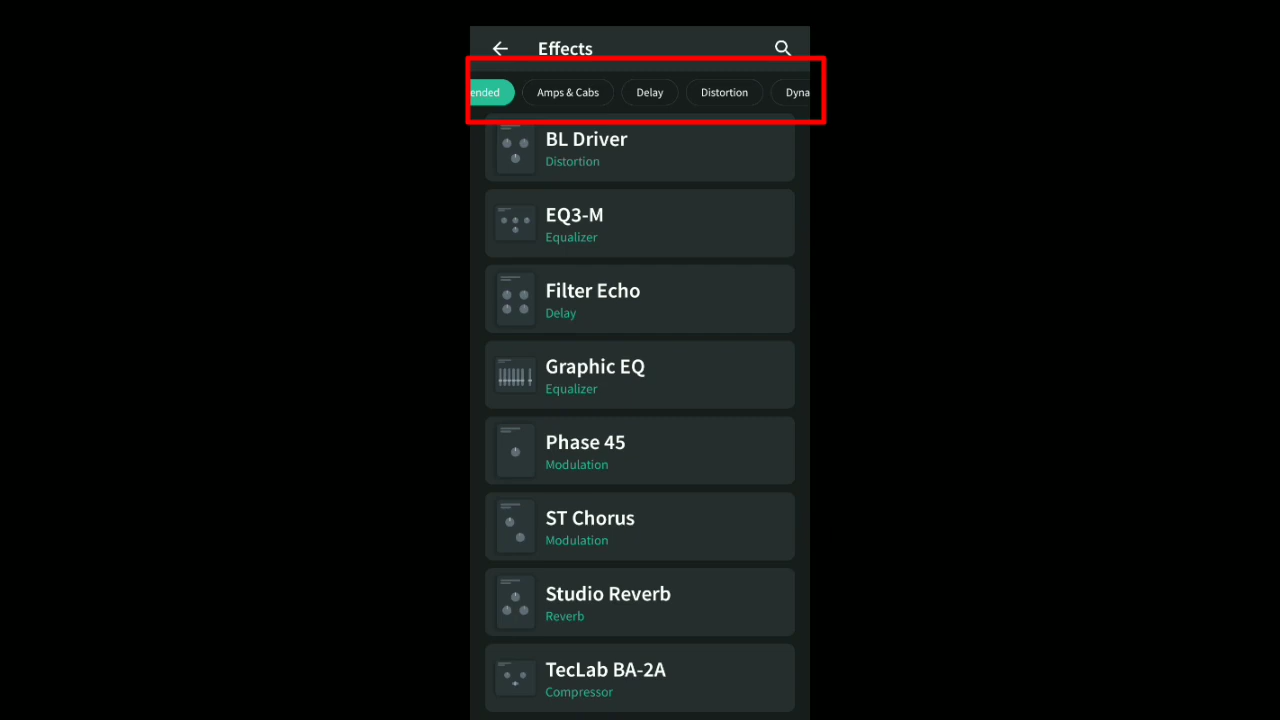 Effects
ended
Amps & Cabs
Delay
Distortion
Dyna
BL Driver
Distortion
EQ3-M
Equalizer
Filter Echo
Delay
Graphic EQ
Equalizer
Phase 45
Modulation
ST Chorus
Modulation
Studio Reverb
Reverb
TecLab BA-2A
Compressor